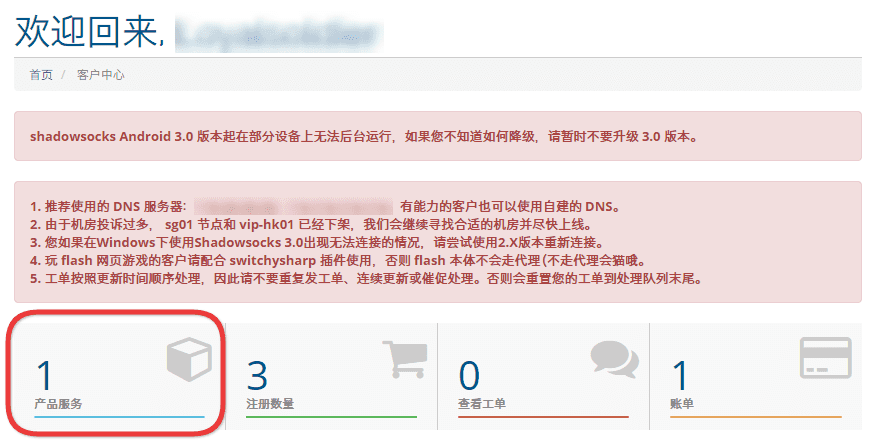 欢迎回来,
首页 / 客户中心
shadowsocks Android 3.0 版本起在部分设备上无法后台运行，如果您不知道如何降级，请暂时不要升级 3.0 版本。
1. 推荐使用的 DNS 服务器: 有能力的客户也可以使用自建的 DNS。
2. 由于机房投诉过多， sg01 节点和 vip-hk01 已经下架，我们会继续寻找合适的机房并尽快上线。
3. 您如果在Windows下使用Shadowsocks 3.0出现无法连接的情况，请尝试使用2.X版本重新连接。
4. 玩 flash 网页游戏的客户请配合 switchysharp 插件使用，否则 flash 本体不会走代理(不走代理会猫哦。
5. 工单按照更新时间顺序处理，因此请不要重复发工单、连续更新或催促处理。否则会重置您的工单到处理队列末尾。
1
产品服务
3
注册数量
0
查看工单
1
账单